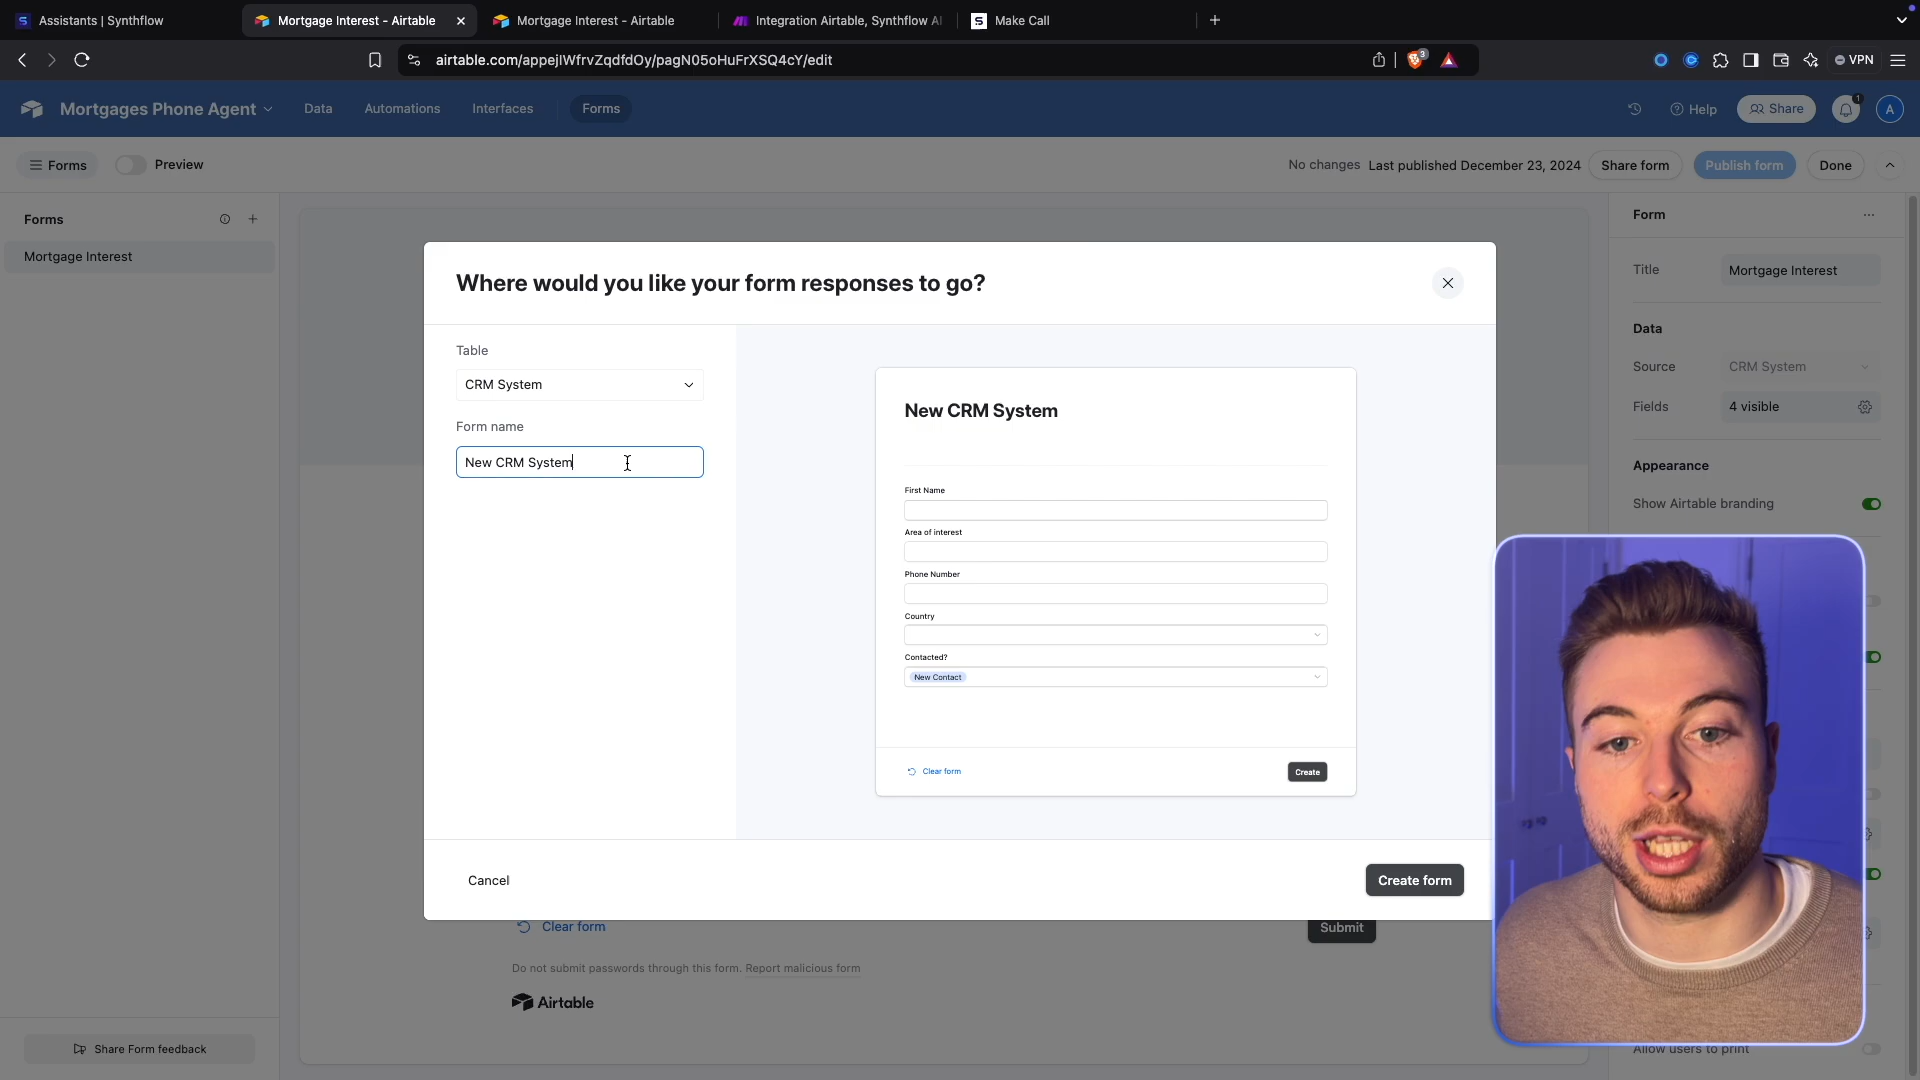 Assistants | Synthflow
Mortgage Interest - Airtable
Mortgage Interest - Airtable
Integration Airtable, Synthflow AI
Make Call
airtable.com/appejlWfrvZqdfdOy/pagN05oHuFrXSQ4cY/edit
3
VPN
Mortgages Phone Agent
Data
Automations
Interfaces
Forms
Help
Share
1
A
Forms
Preview
No changes
Last published December 23, 2024
Share form
Publish form
Done
Forms
Mortgage Interest
Share Form feedback
Where would you like your form responses to go?
Table
CRM System
Form name
New CRM System
New CRM System
First Name
Area of interest
Phone Number
Country
Contacted?
New Contact
Clear form
Create
Cancel
Create form
Clear form
Submit
Do not submit passwords through this form. Report malicious form
Airtable
Form
Title
Mortgage Interest
Data
Source
CRM System
Fields
4 visible
Appearance
Show Airtable branding
Allow users to print